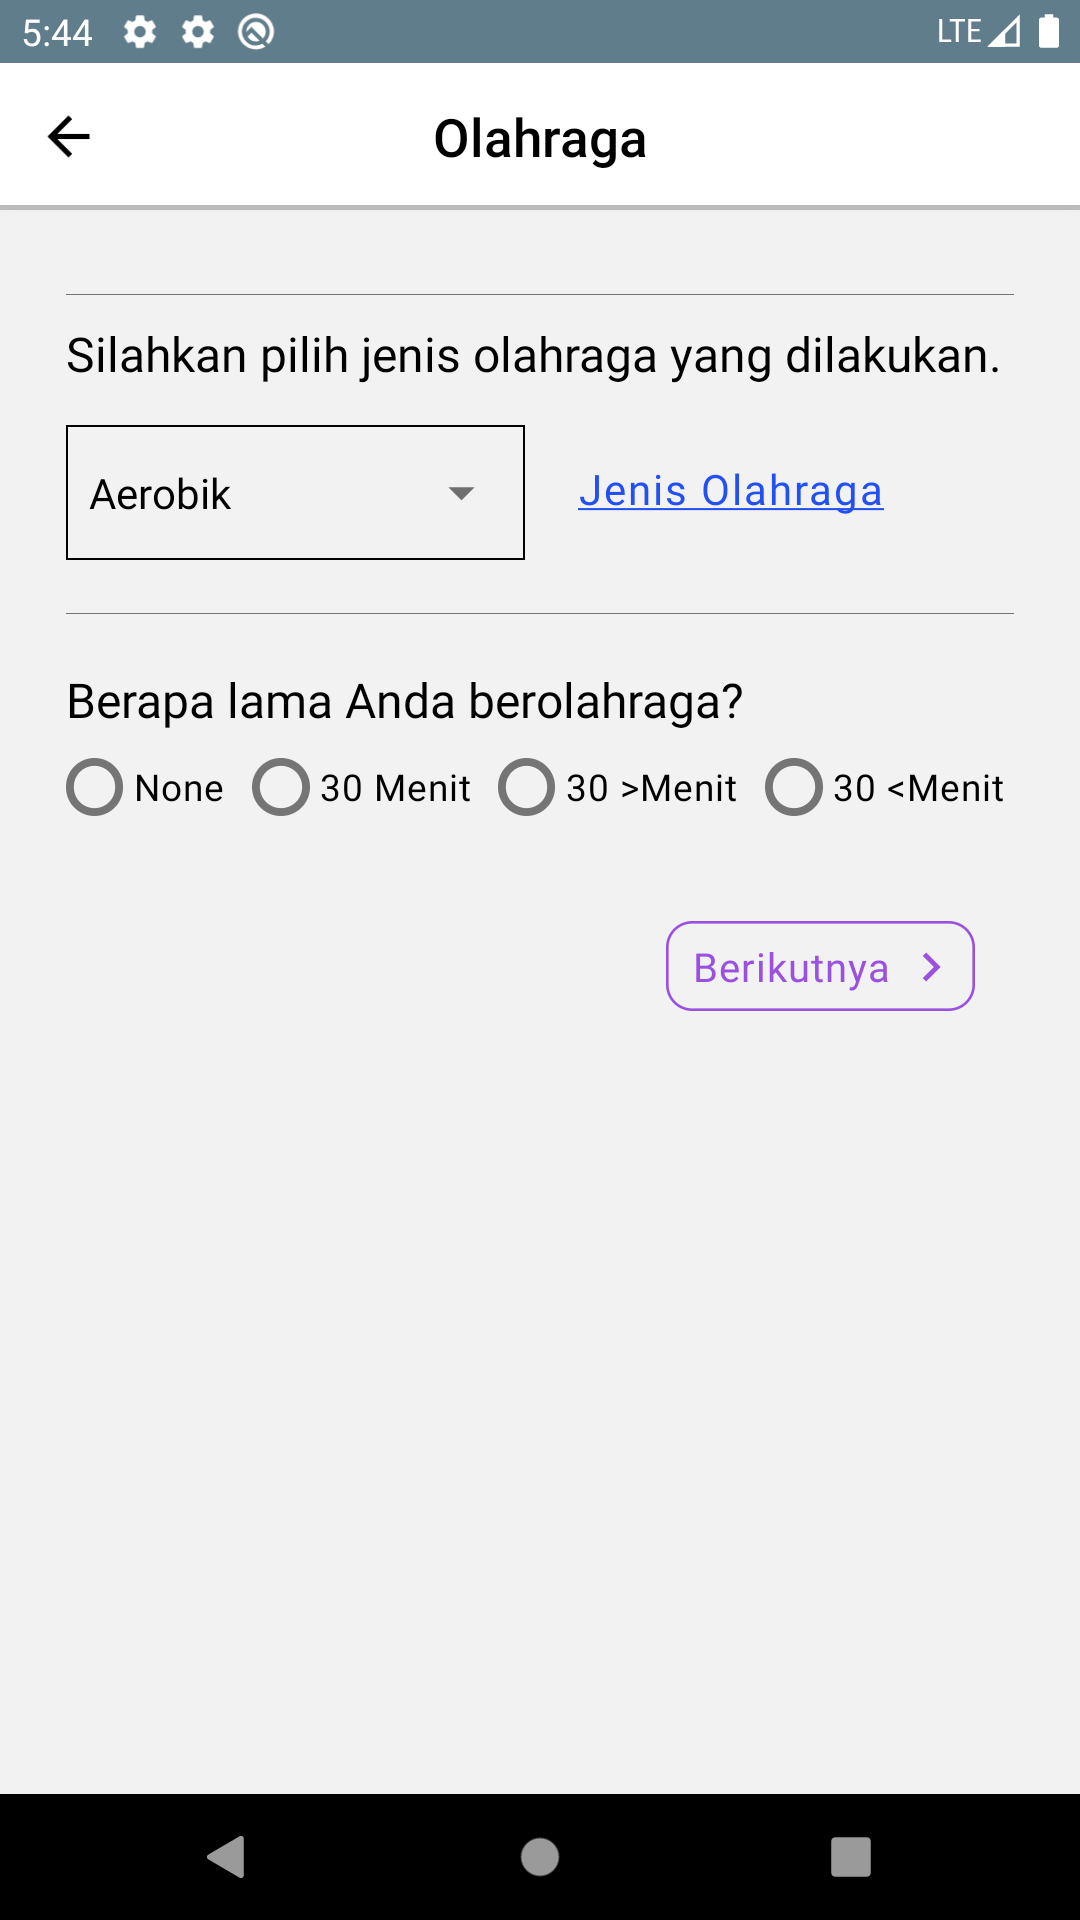 5:44 LTE
Olahraga
Silahkan pilih jenis olahraga yang dilakukan.
Aerobik Jenis Olahraga
Berapa lama Anda berolahraga?
None 30 Menit 30 >Menit 30 <Menit
Berikutnya